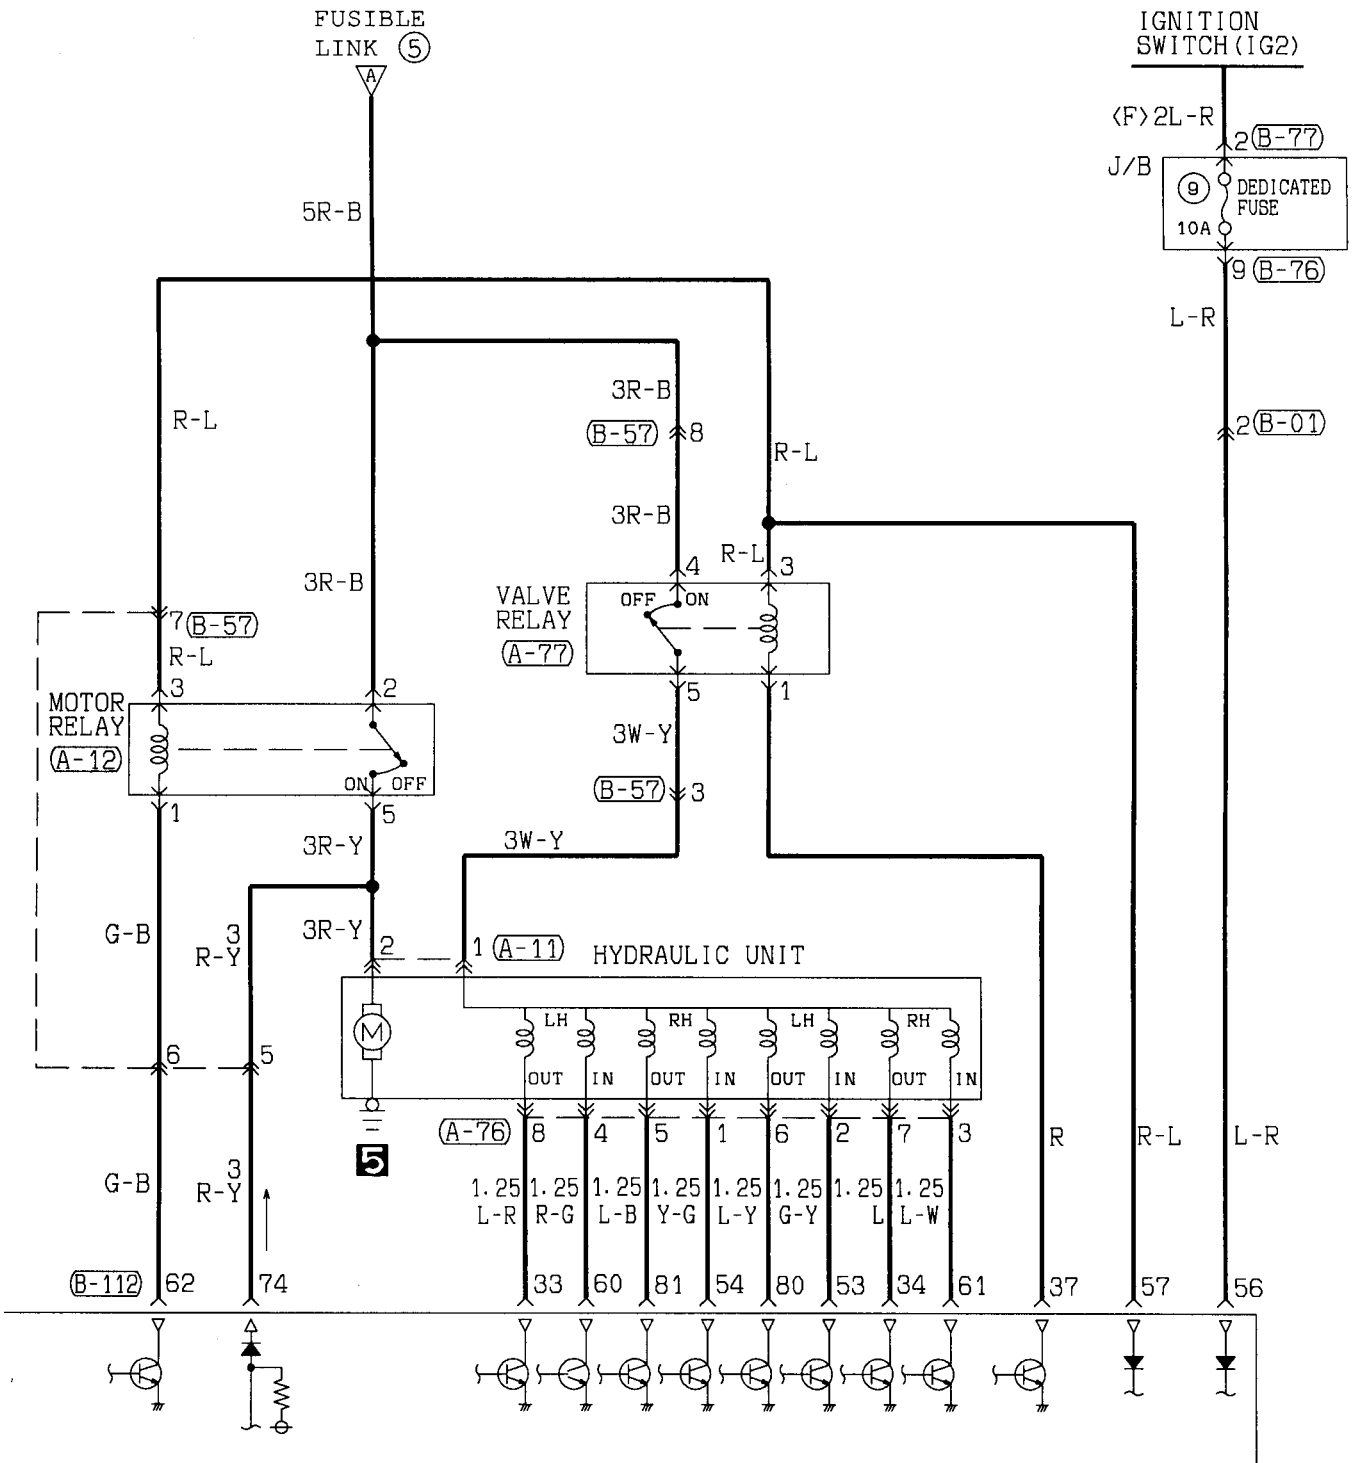 FUSIBLE
LINK 5
A
IGNITION
SWITCH(IG2)
<F>2L-R
2 B-77
J/B
9 DEDICATED
FUSE
10A
9 B-76
L-R
5R-B
R-L
3R-B
B-57 8
2 B-01
R-L
3R-B
R-L
4
3
3R-B
VALVE
RELAY
A-77
OFF
ON
7 B-57
R-L
3
2
5
1
MOTOR
RELAY
A-12
3W-Y
ON
OFF
B-57 3
1
5
3R-Y
3W-Y
G-B
3
R-Y
3R-Y
2
1 A-11
HYDRAULIC UNIT
M
LH
RH
LH
RH
6
5
OUT
IN
OUT
IN
OUT
IN
OUT
IN
A-76
8
4
5
1
6
2
7
3
R
R-L
L-R
5
G-B
3
R-Y
1.25
L-R
1.25
R-G
1.25
L-B
1.25
Y-G
1.25
L-Y
1.25
G-Y
1.25
L
1.25
L-W
B-112
62
74
33
60
81
54
80
53
34
61
37
57
56